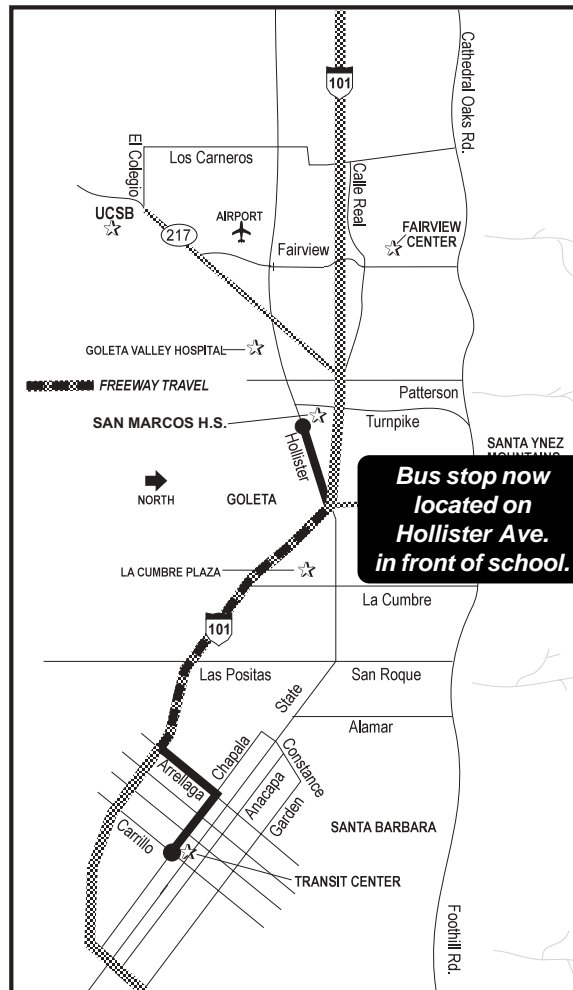 101
Cathedral Oaks Rd.
El Colegio
Los Carneros
Calle Real
UCSB
AIRPORT
FAIRVIEW
CENTER
217
Fairview
GOLETA VALLEY HOSPITAL
FREEWAY TRAVEL
Patterson
SAN MARCOS H.S.
Turnpike
Hollister
SANTA YNEZ
MOUNTAINS
NORTH
GOLETA
Bus stop now
located on
Hollister Ave.
in front of school.
LA CUMBRE PLAZA
La Cumbre
101
Las Positas
San Roque
State
Alamar
Chapala
Constance
Arrellaga
Anacapa
Garden
Carrillo
SANTA BARBARA
TRANSIT CENTER
Foothill Rd.